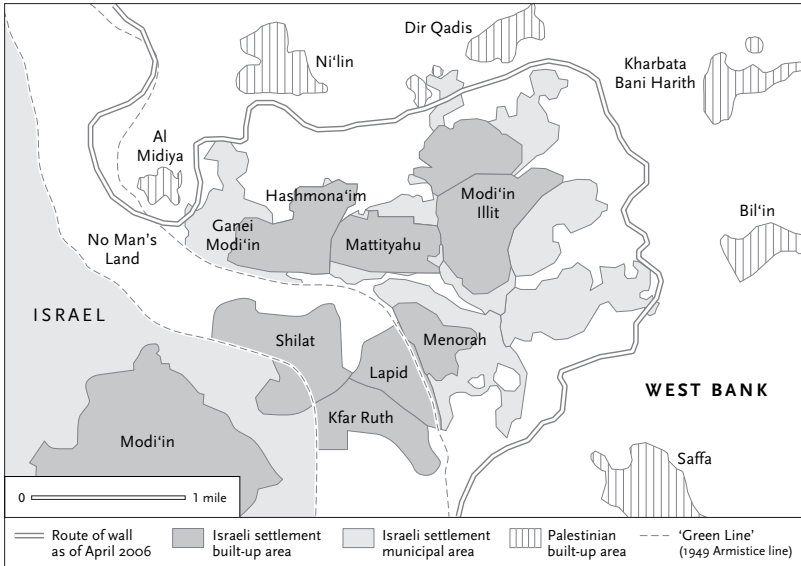 Dir Qadis
Ni‘lin
Kharbata
Bani Harith
Al
Midiya
Hashmona‘im
Modi‘in
Illit
Ganei
Modi‘in
Mattityahu
Bil‘in
No Man's
Land
ISRAEL
Shilat
Menorah
Lapid
WEST BANK
Kfar Ruth
Modi‘in
Saffa
0 1 mile
Route of wall
as of April 2006
Israeli settlement
built-up area
Israeli settlement
municipal area
Palestinian
built-up area
‘Green Line’
(1949 Armistice line)